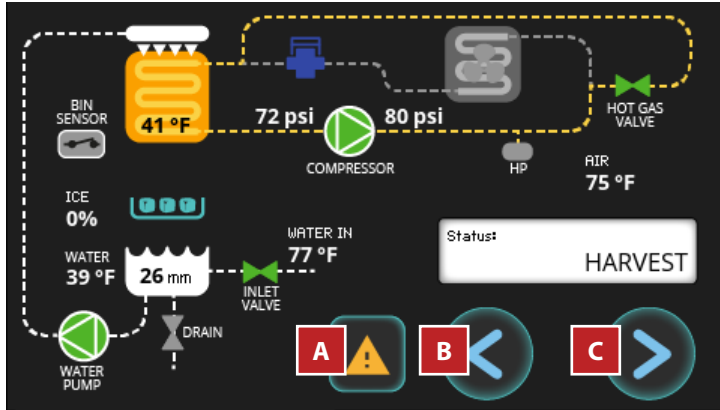 BIN
SENSOR
41 °F
72 psi
80 psi
COMPRESSOR
HP
HOT GAS
VALVE
AIR
75 °F
ICE
0%
WATER
39 °F
26 mm
WATER IN
77 °F
INLET
VALVE
DRAIN
WATER
PUMP
Status:
HARVEST
A
B
C